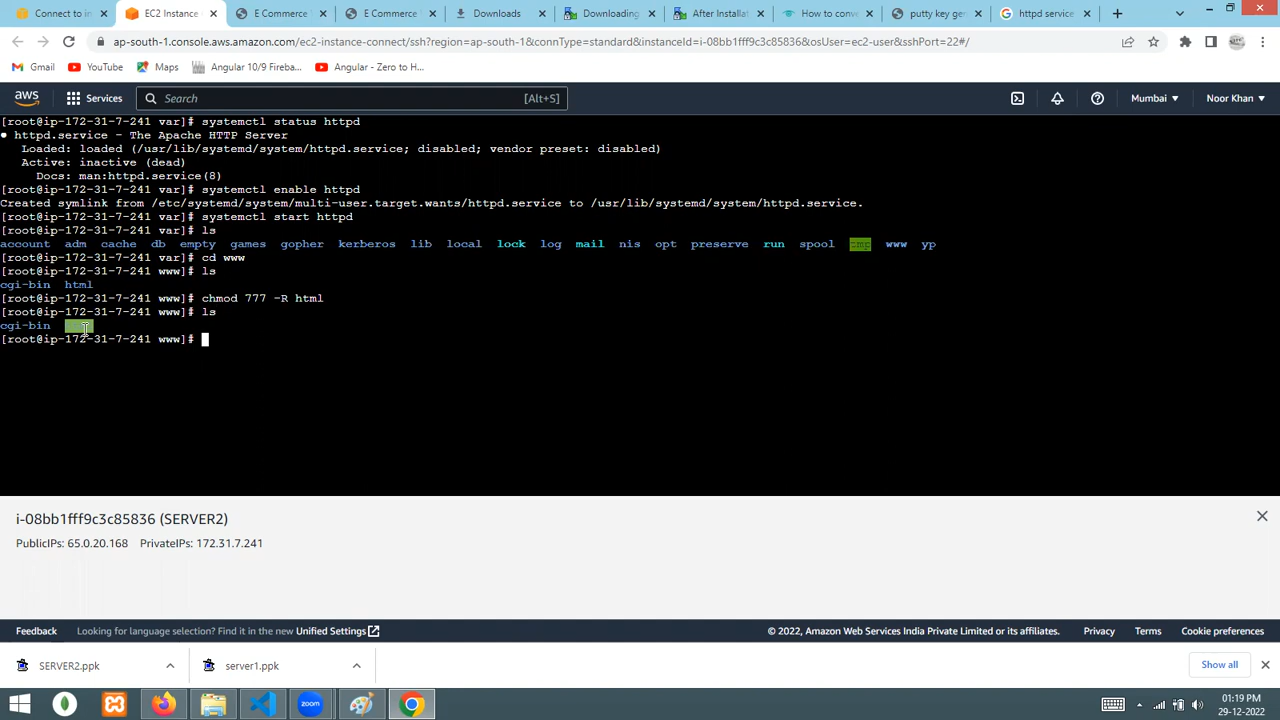 Connect to in
EC2 Instance
E Commerce
E Commerce
Downloads
Downloading
After Installat
How to conve
putty key ge
httpd service
ap-south-1.console.aws.amazon.com/ec2-instance-connect/ssh?region=ap-south-1&connType=standard&instanceId=i-08bb1fff9c3c85836&osUser=ec2-user&sshPort=22#/
Gmail YouTube Maps Angular 10/9 Fireba... Angular - Zero to H...
aws Services Search [Alt+S] Mumbai Noor Khan
[root@ip-172-31-7-241 var]# systemctl status httpd
● httpd.service - The Apache HTTP Server
Loaded: loaded (/usr/lib/systemd/system/httpd.service; disabled; vendor preset: disabled)
Active: inactive (dead)
Docs: man:httpd.service(8)
[root@ip-172-31-7-241 var]# systemctl enable httpd
Created symlink from /etc/systemd/system/multi-user.target.wants/httpd.service to /usr/lib/systemd/system/httpd.service.
[root@ip-172-31-7-241 var]# systemctl start httpd
[root@ip-172-31-7-241 var]# ls
account adm cache db empty games gopher kerberos lib local lock log mail nis opt preserve run spool tmp www yp
[root@ip-172-31-7-241 var]# cd www
[root@ip-172-31-7-241 www]# ls
cgi-bin html
[root@ip-172-31-7-241 www]# chmod 777 -R html
[root@ip-172-31-7-241 www]# ls
cgi-bin
[root@ip-172-31-7-241 www]#
i-08bb1fff9c3c85836 (SERVER2)
PublicIPs: 65.0.20.168 PrivateIPs: 172.31.7.241
Feedback Looking for language selection? Find it in the new Unified Settings © 2022, Amazon Web Services India Private Limited or its affiliates. Privacy Terms Cookie preferences
SERVER2.ppk server1.ppk Show all
zoom 01:19 PM
29-12-2022